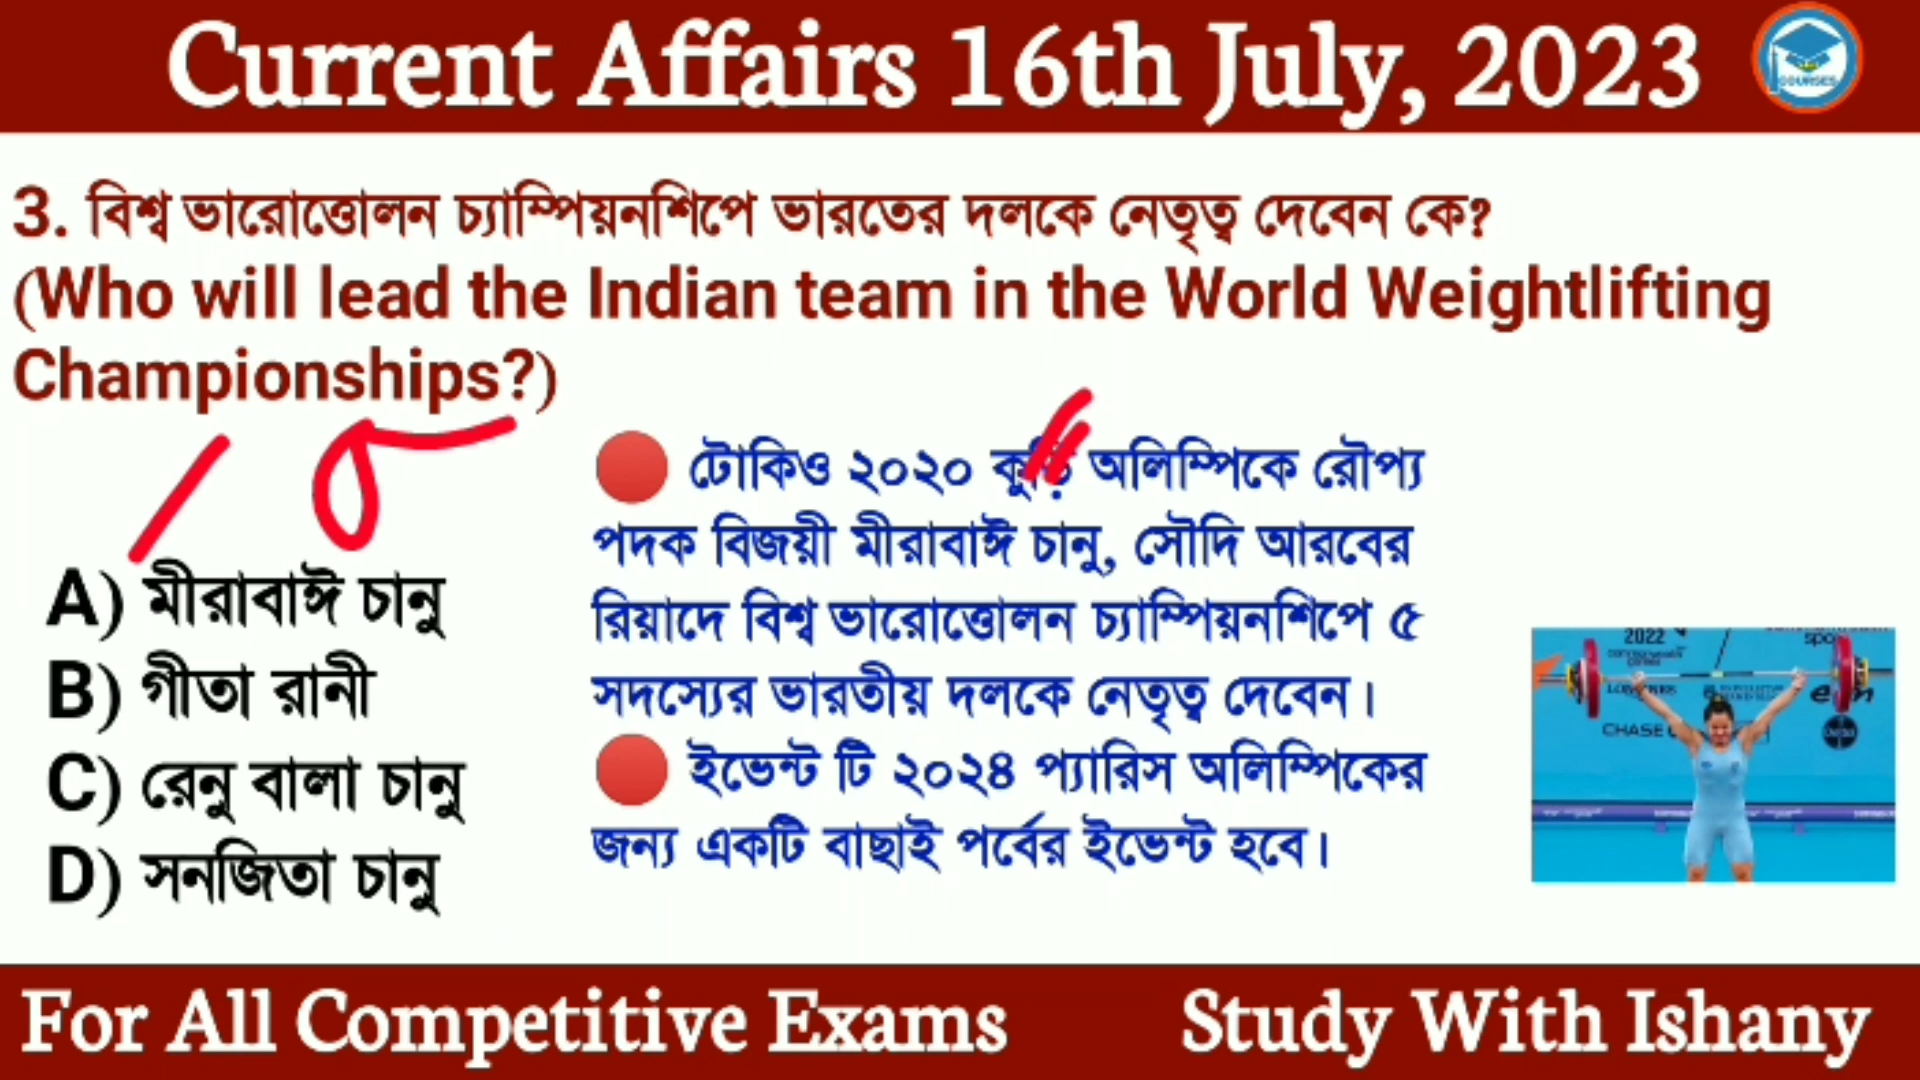 Current Affairs 16th July, 2023
COURSES
3. বিশ্ব ভারোত্তোলন চ্যাম্পিয়নশিপে ভারতের দলকে নেতৃত্ব দেবেন কে?
(Who will lead the Indian team in the World Weightlifting
Championships?)
A) মীরাবাঈ চানু
B) গীতা রানী
C) রেনু বালা চানু
D) সনজিতা চানু
টোকিও ২০২০ কুড়ি অলিম্পিকে রৌপ্য
পদক বিজয়ী মীরাবাঈ চানু, সৌদি আরবের
রিয়াদে বিশ্ব ভারোত্তোলন চ্যাম্পিয়নশিপে ৫
সদস্যের ভারতীয় দলকে নেতৃত্ব দেবেন।
ইভেন্ট টি ২০২৪ প্যারিস অলিম্পিকের
জন্য একটি বাছাই পর্বের ইভেন্ট হবে।
2022
LONGINES
CHASE
For All Competitive Exams
Study With Ishany